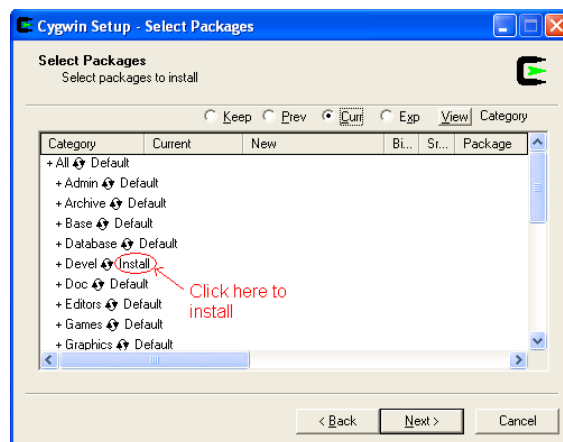 Cygwin Setup - Select Packages
Select Packages
Select packages to install
Keep Prev Curr Exp View Category
Category Current New Bi... Sr... Package
+ All Default
+ Admin Default
+ Archive Default
+ Base Default
+ Database Default
+ Devel Install
+ Doc Default
Click here to
+ Editors Default
install
+ Games Default
+ Graphics Default
< Back Next > Cancel